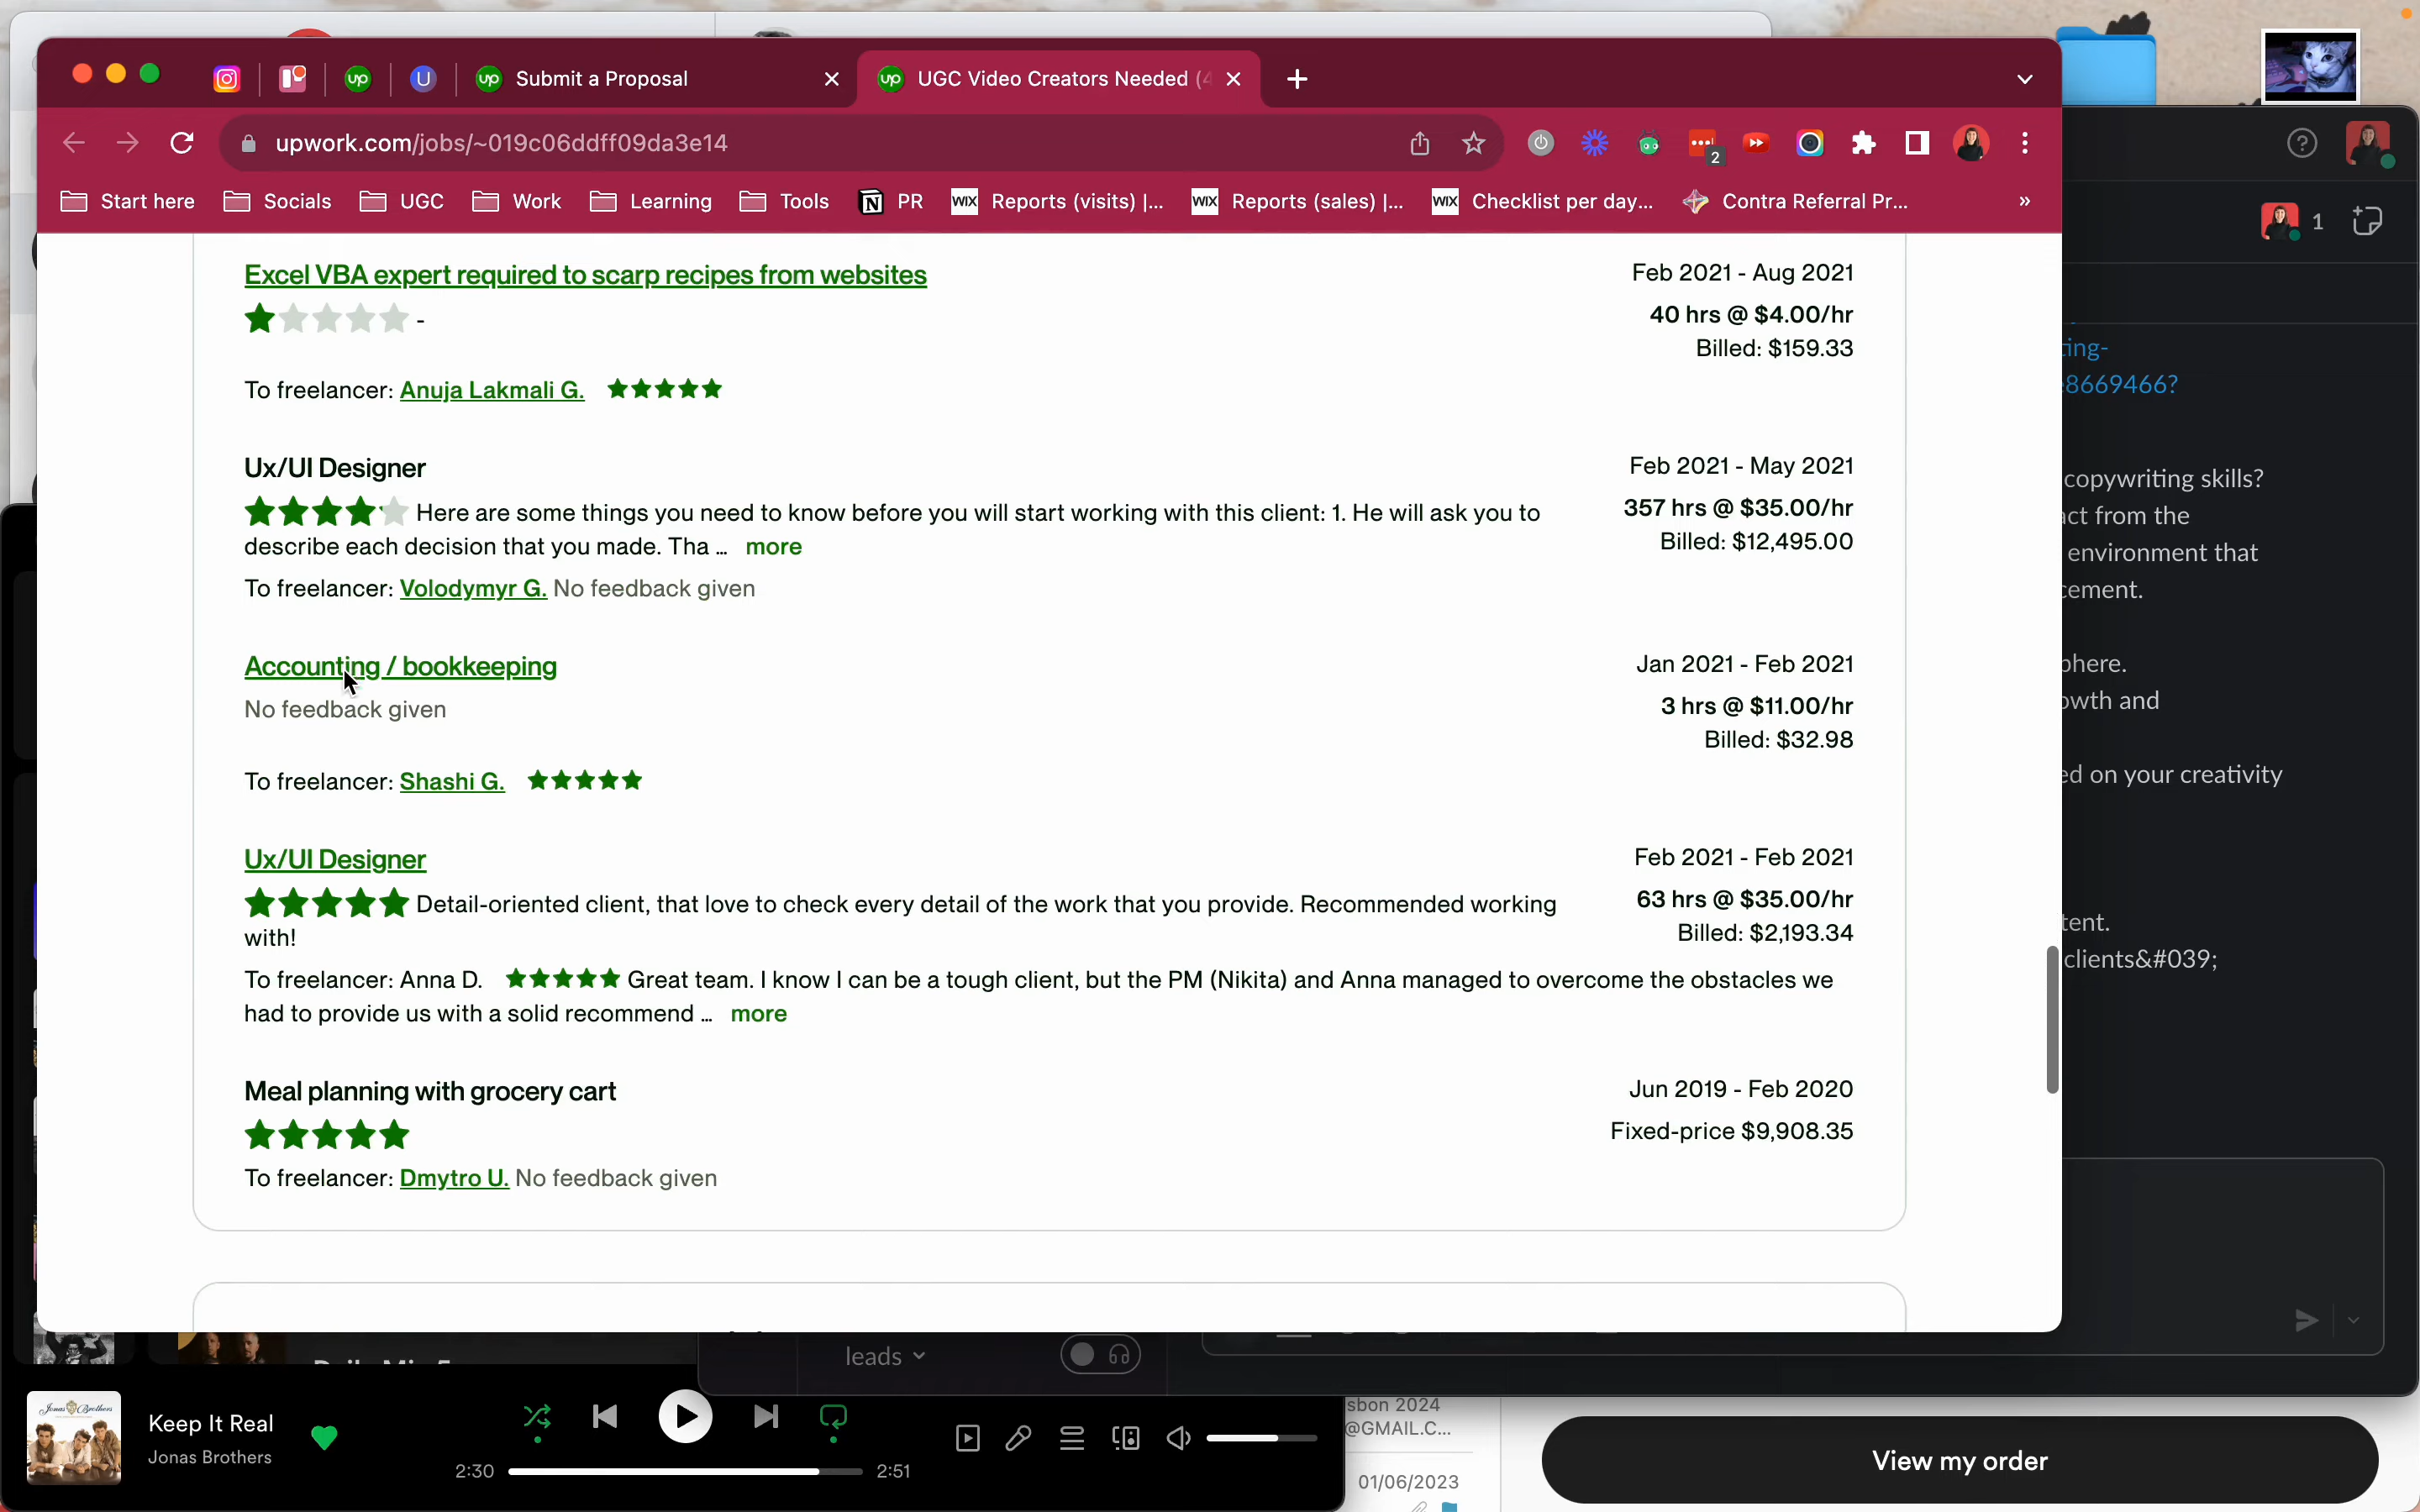 Submit a Proposal
UGC Video Creators Needed (4
upwork.com/jobs/~019c06ddff09da3e14
2
Start here
Socials
UGC
Work
Learning
Tools
PR
WIX Reports (visits) |...
WIX Reports (sales) |...
WIX Checklist per day...
Contra Referral Pr...
»
1
Excel VBA expert required to scarp recipes from websites
Feb 2021 - Aug 2021
-
40 hrs @ $4.00/hr
Billed: $159.33
To freelancer: Anuja Lakmali G.
Ux/UI Designer
Feb 2021 - May 2021
Here are some things you need to know before you will start working with this client: 1. He will ask you to
describe each decision that you made. Tha ... more
357 hrs @ $35.00/hr
Billed: $12,495.00
To freelancer: Volodymyr G. No feedback given
Accounting / bookkeeping
Jan 2021 - Feb 2021
No feedback given
3 hrs @ $11.00/hr
Billed: $32.98
To freelancer: Shashi G.
Ux/UI Designer
Feb 2021 - Feb 2021
Detail-oriented client, that love to check every detail of the work that you provide. Recommended working
with!
63 hrs @ $35.00/hr
Billed: $2,193.34
To freelancer: Anna D. Great team. I know I can be a tough client, but the PM (Nikita) and Anna managed to overcome the obstacles we
had to provide us with a solid recommend ... more
Meal planning with grocery cart
Jun 2019 - Feb 2020
Fixed-price $9,908.35
To freelancer: Dmytro U. No feedback given
ting-
e8669466?
copywriting skills?
act from the
environment that
cement.
phere.
owth and
ed on your creativity
tent.
clients&#039;
leads
Keep It Real
Jonas Brothers
2:30
2:51
sbon 2024
@GMAIL.C...
01/06/2023
View my order